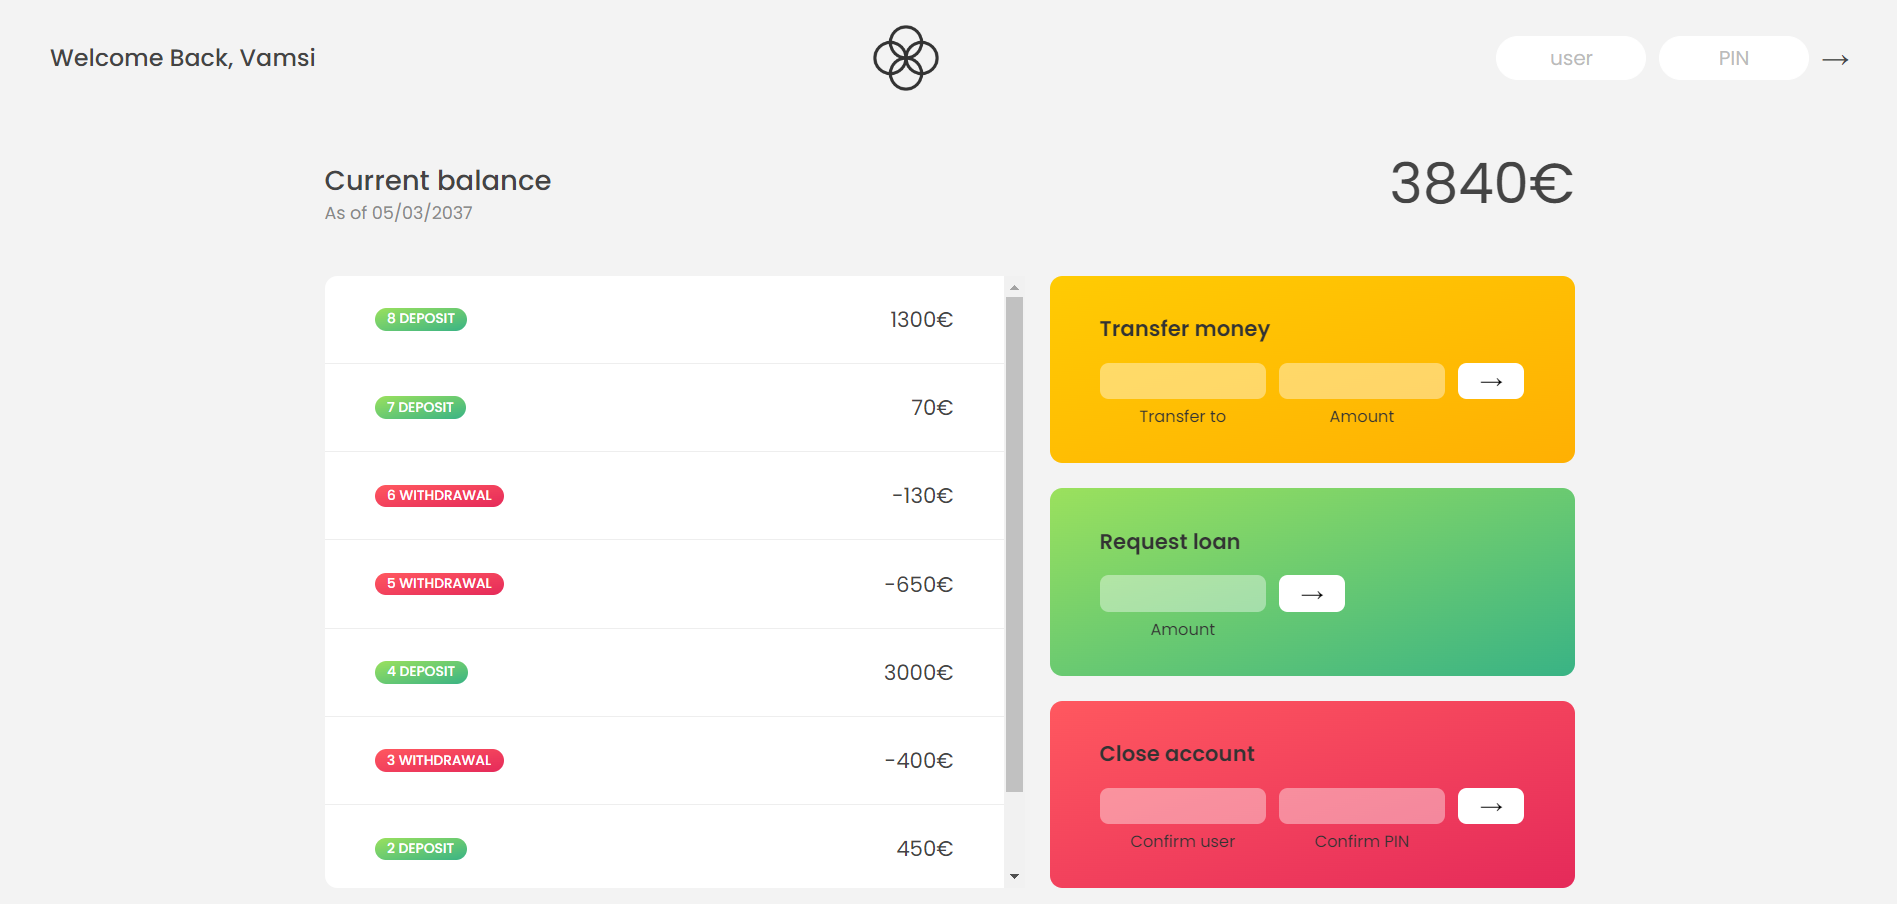 Welcome Back, Vamsi
user PIN →
Current balance
As of 05/03/2037
3840€
8 DEPOSIT 1300€
7 DEPOSIT 70€
6 WITHDRAWAL -130€
5 WITHDRAWAL -650€
4 DEPOSIT 3000€
3 WITHDRAWAL -400€
2 DEPOSIT 450€
Transfer money
→
Transfer to Amount
Request loan
→
Amount
Close account
→
Confirm user Confirm PIN